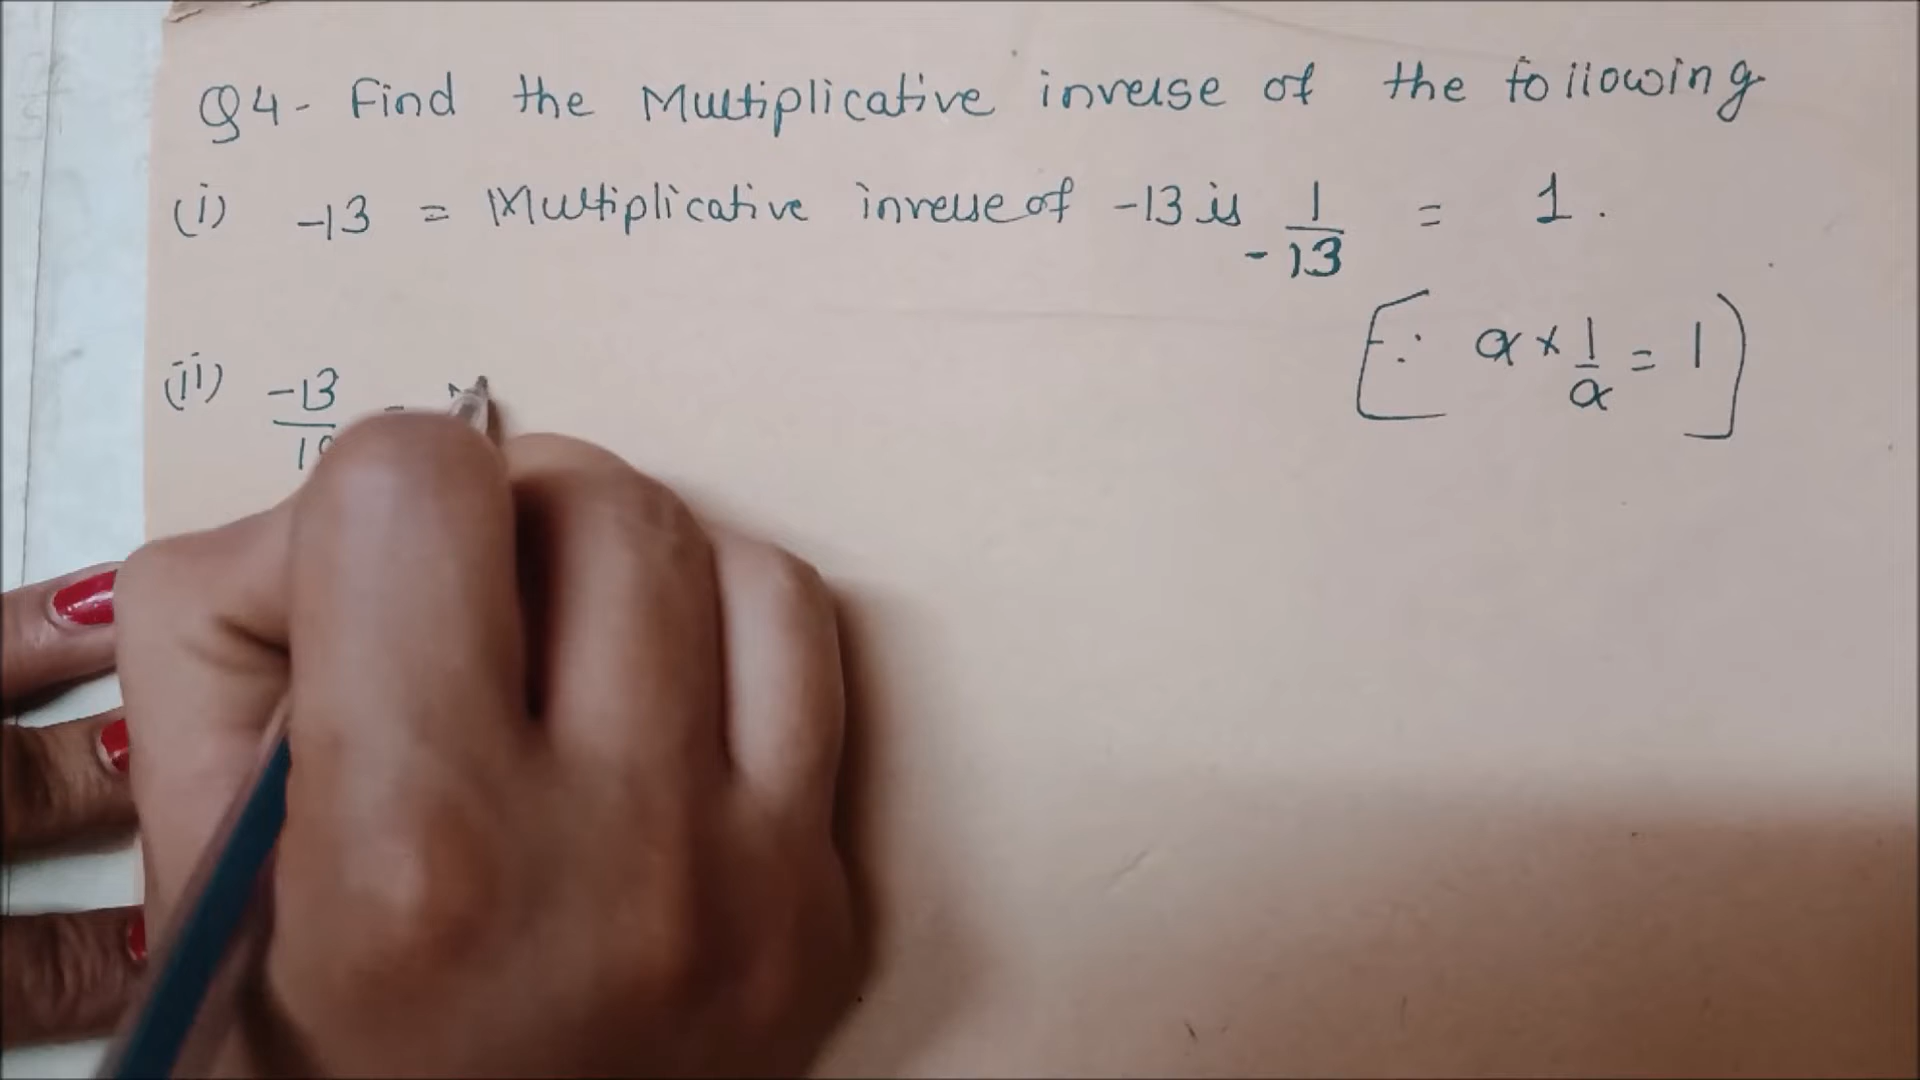 Q4- Find the Multiplicative inverse of the following
(i) -13 = Multiplicative inverse of -13 is 1/-13 = 1.
[∵ a × 1/a = 1]
(ii) -13/